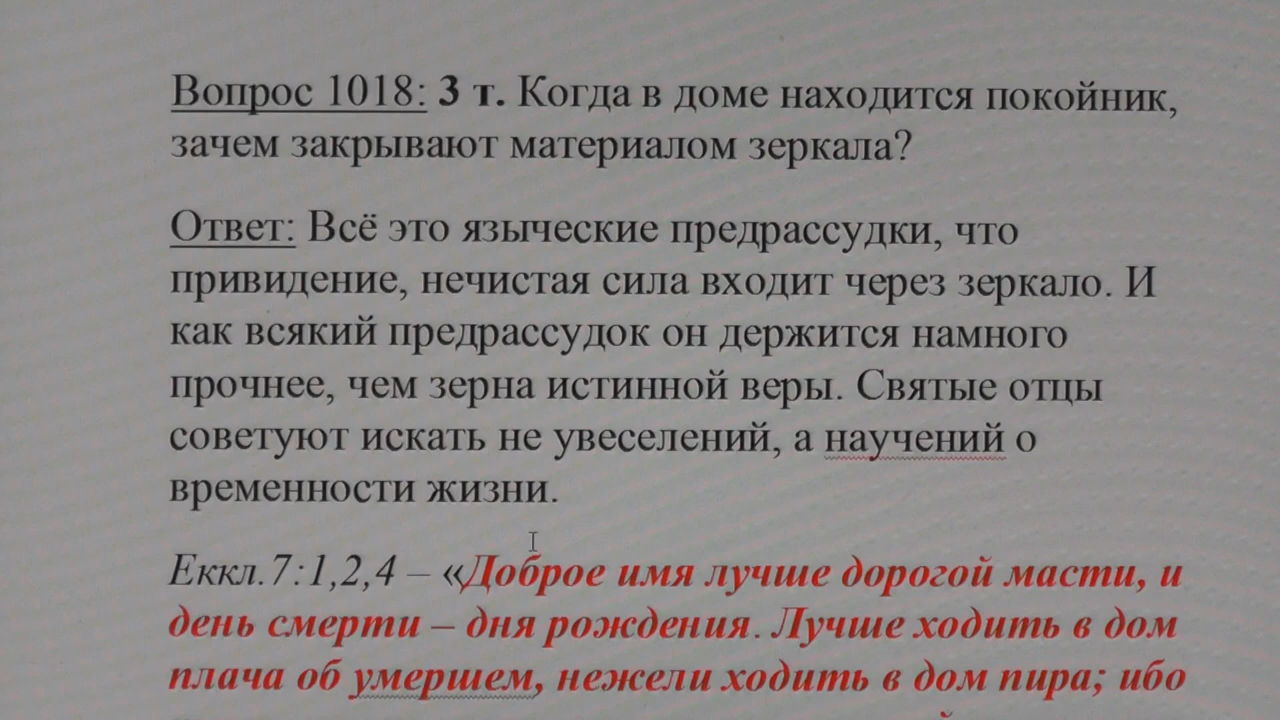 Вопрос 1018: 3 т. Когда в доме находится покойник,
зачем закрывают материалом зеркала?
Ответ: Всё это языческие предрассудки, что
привидение, нечистая сила входит через зеркало. И
как всякий предрассудок он держится намного
прочнее, чем зерна истинной веры. Святые отцы
советуют искать не увеселений, а научений о
временности жизни.
Еккл.7:1,2,4 – «Доброе имя лучше дорогой масти, и
день смерти – дня рождения. Лучше ходить в дом
плача об умершем, нежели ходить в дом пира; ибо